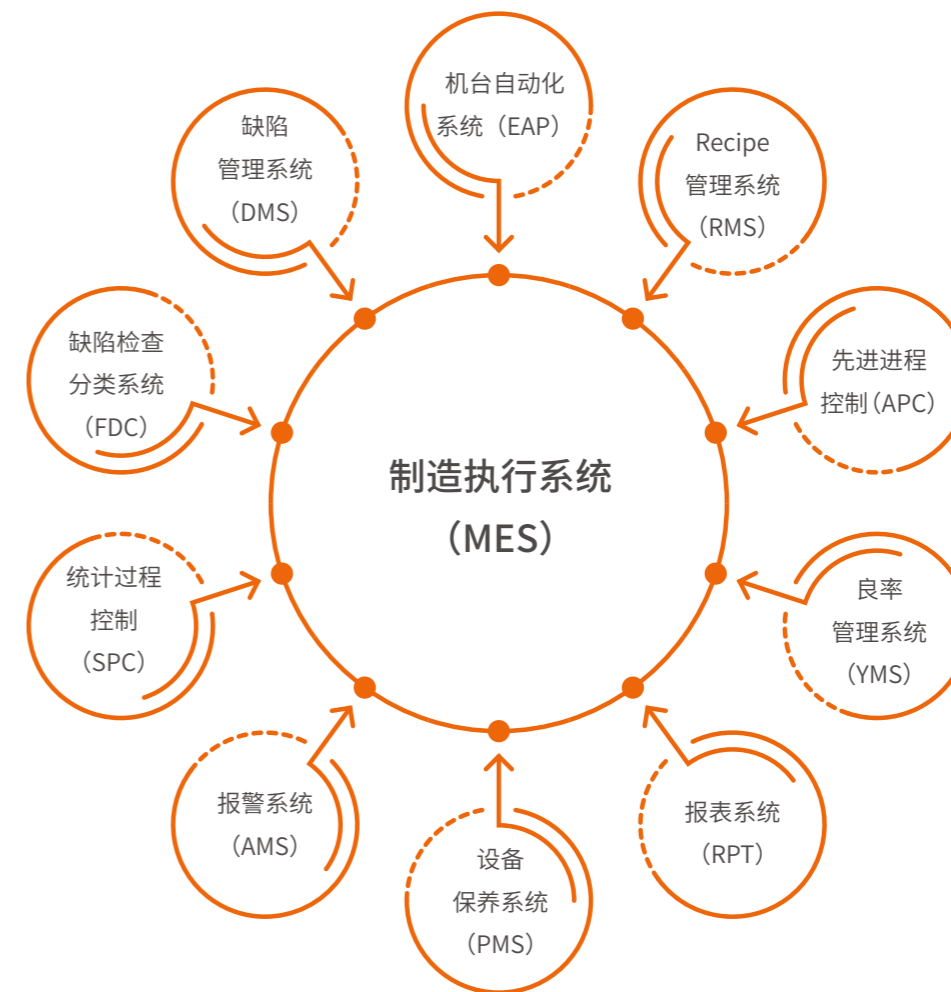 机台自动化
系统（EAP）
Recipe
管理系统
（RMS）
先进进程
控制（APC）
良率
管理系统
（YMS）
报表系统
（RPT）
设备
保养系统
（PMS）
报警系统
（AMS）
统计过程
控制
（SPC）
缺陷检查
分类系统
（FDC）
缺陷
管理系统
（DMS）
制造执行系统
（MES）